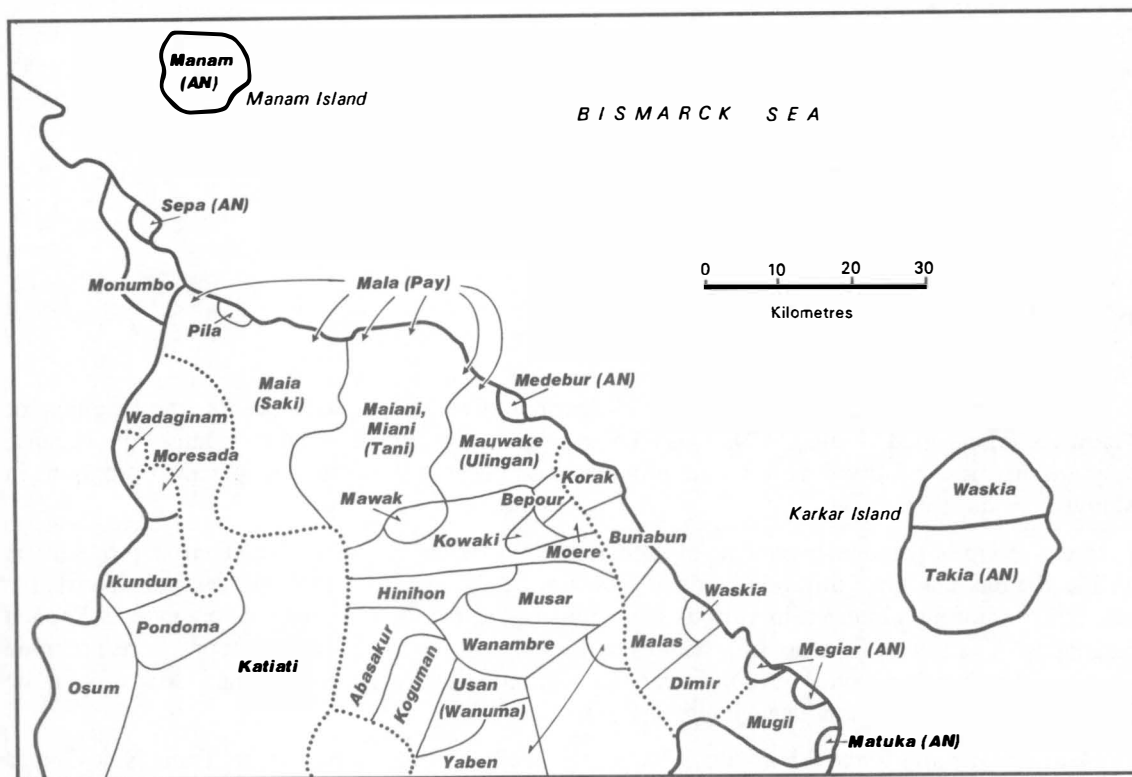 Manam
(AN)
Manam Island
BISMARCK SEA
Sepa (AN)
Monumbo
Mala (Pay)
0 10 20 30
Kilometres
Pila
Medebur (AN)
Maia
(Saki)
Maiani,
Miani
(Tani)
Wadaginam
Mauwake
(Ulingan)
Moresada
Korak
Mawak
Bepour
Waskia
Karkar Island
Kowaki
Moere
Bunabun
Takia (AN)
Ikundun
Hinihon
Musar
Waskia
Pondoma
Wanambre
Malas
Megiar (AN)
Katiati
Abasakur
Koguman
Osum
Usan
(Wanuma)
Dimir
Mugil
Matuka (AN)
Yaben